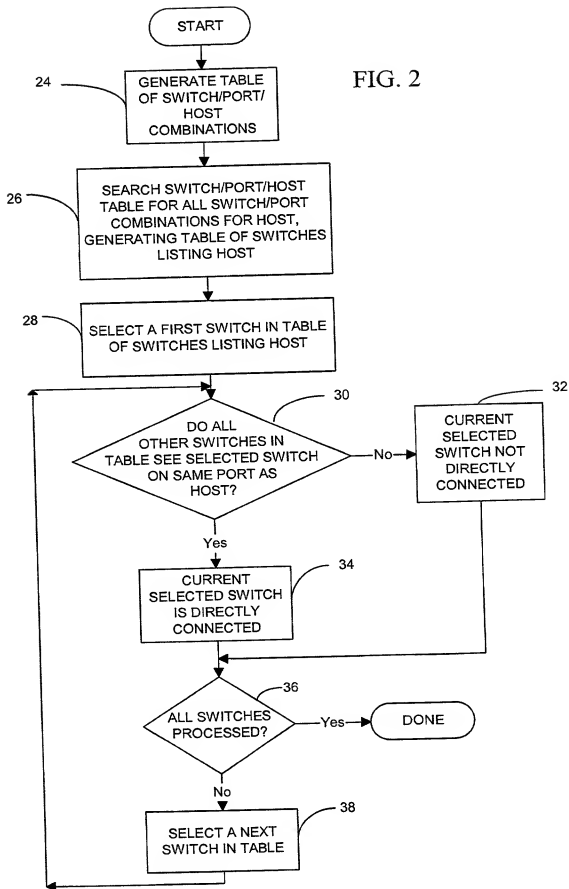 START
FIG. 2
24
GENERATE TABLE
OF SWITCH/PORT/
HOST
COMBINATIONS
26
SEARCH SWITCH/PORT/HOST
TABLE FOR ALL SWITCH/PORT
COMBINATIONS FOR HOST,
GENERATING TABLE OF SWITCHES
LISTING HOST
28
SELECT A FIRST SWITCH IN TABLE
OF SWITCHES LISTING HOST
30
DO ALL
OTHER SWITCHES IN
TABLE SEE SELECTED SWITCH
ON SAME PORT AS
HOST?
No
32
CURRENT
SELECTED
SWITCH NOT
DIRECTLY
CONNECTED
Yes
34
CURRENT
SELECTED SWITCH
IS DIRECTLY
CONNECTED
36
ALL SWITCHES
PROCESSED?
Yes
DONE
No
38
SELECT A NEXT
SWITCH IN TABLE